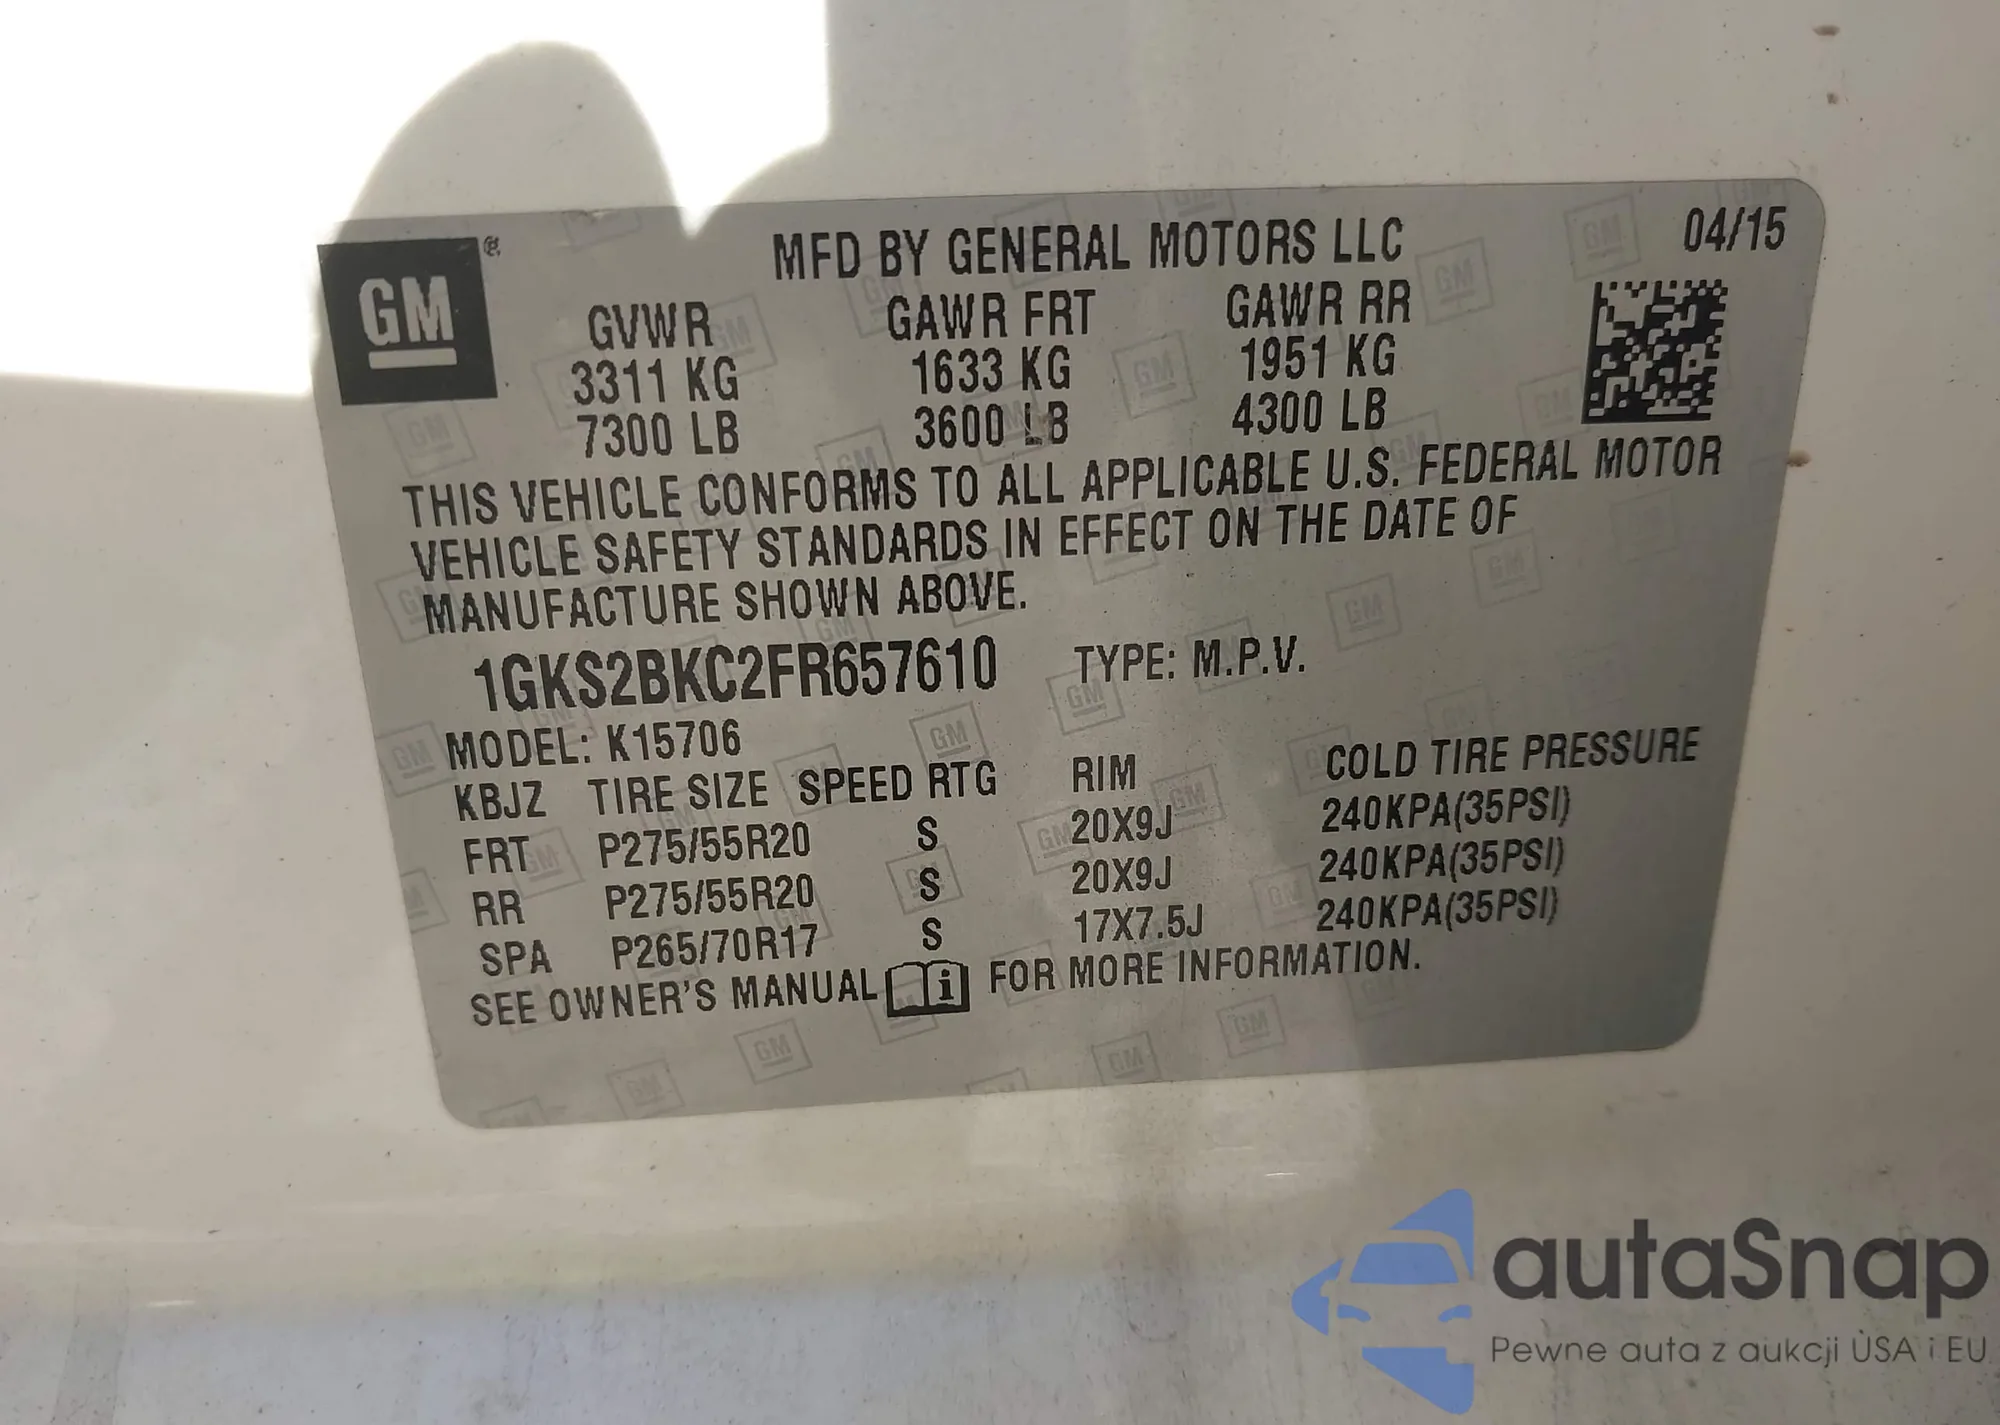 GM®
MFD BY GENERAL MOTORS LLC 04/15
GVWR GAWR FRT GAWR RR
3311 KG 1633 KG 1951 KG
7300 LB 3600 LB 4300 LB
THIS VEHICLE CONFORMS TO ALL APPLICABLE U.S. FEDERAL MOTOR
VEHICLE SAFETY STANDARDS IN EFFECT ON THE DATE OF
MANUFACTURE SHOWN ABOVE.
1GKS2BKC2FR657610 TYPE: M.P.V.
MODEL: K15706
KBJZ TIRE SIZE SPEED RTG RIM COLD TIRE PRESSURE
FRT P275/55R20 S 20X9J 240KPA(35PSI)
RR P275/55R20 S 20X9J 240KPA(35PSI)
SPA P265/70R17 S 17X7.5J 240KPA(35PSI)
SEE OWNER'S MANUAL i FOR MORE INFORMATION.
autaSnap
Pewne auta z aukcji USA i EU